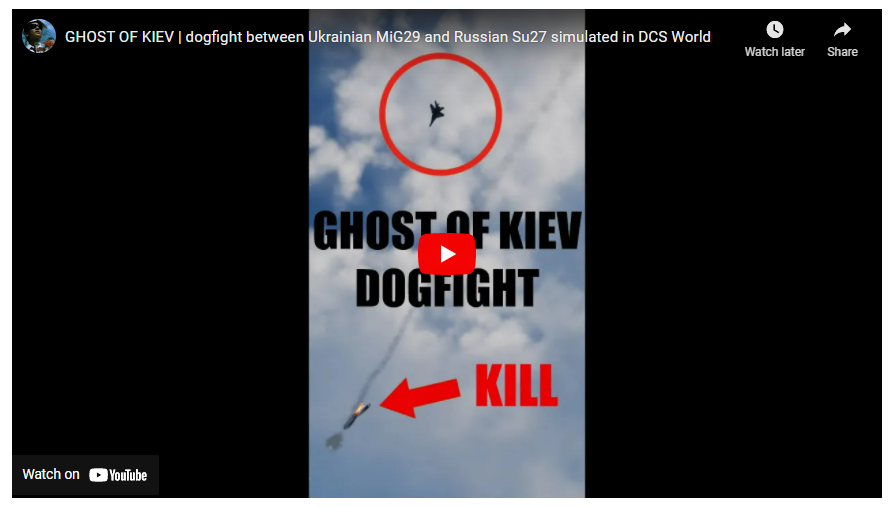 GHOST OF KIEV | dogfight between Ukrainian MiG29 and Russian Su27 simulated in DCS World
Watch later
Share
GHOST OF KIEV
DOGFIGHT
KILL
Watch on YouTube